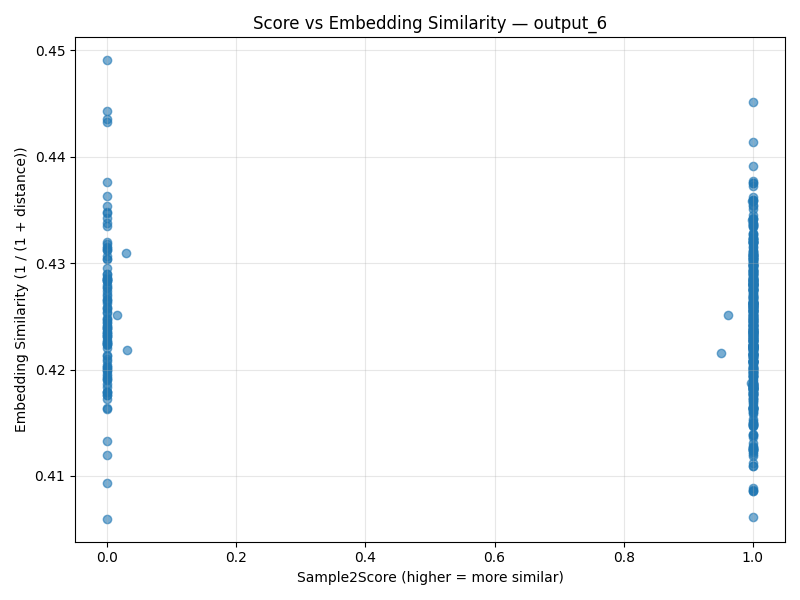 Score vs Embedding Similarity — output_6
Embedding Similarity (1 / (1 + distance))
0.45
0.44
0.43
0.42
0.41
0.0 0.2 0.4 0.6 0.8 1.0
Sample2Score (higher = more similar)